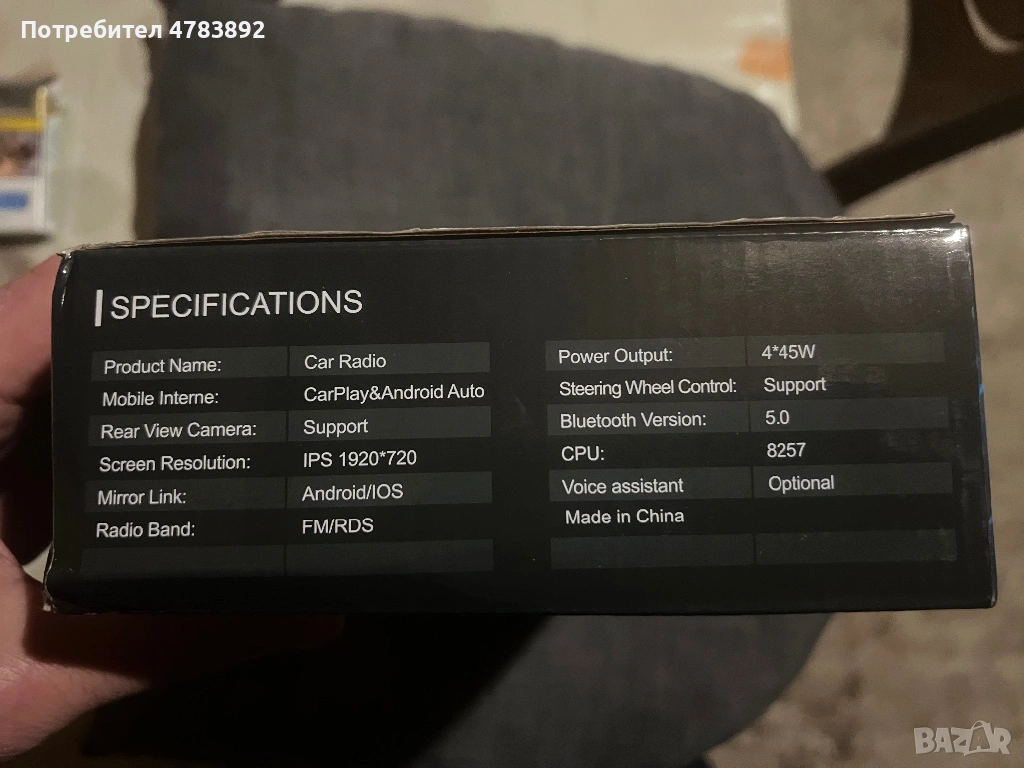 Потребител 4783892
SPECIFICATIONS
Product Name: Car Radio
Mobile Interne: CarPlay&Android Auto
Rear View Camera: Support
Screen Resolution: IPS 1920*720
Mirror Link: Android/IOS
Radio Band: FM/RDS
Power Output: 4*45W
Steering Wheel Control: Support
Bluetooth Version: 5.0
CPU: 8257
Voice assistant Optional
Made in China
BAZAR